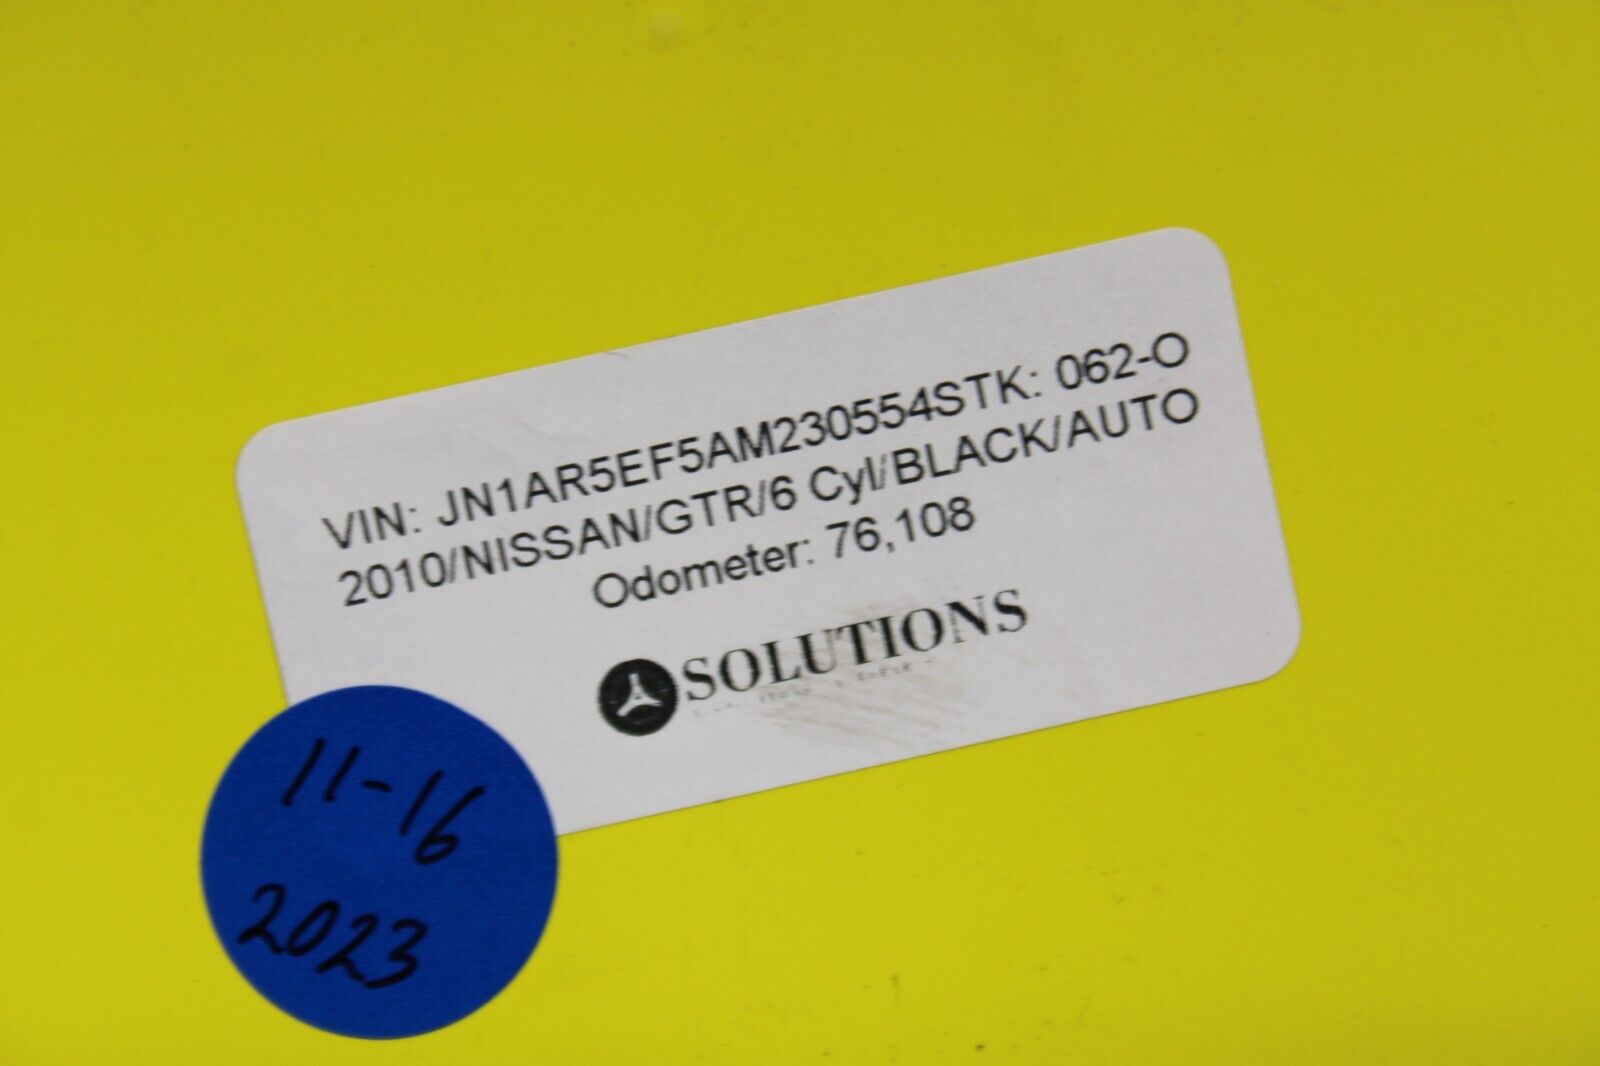 VIN: JN1AR5EF5AM230554STK: 062-O
2010/NISSAN/GTR/6 Cyl/BLACK/AUTO
Odometer: 76,108
SOLUTIONS
11-16
2023